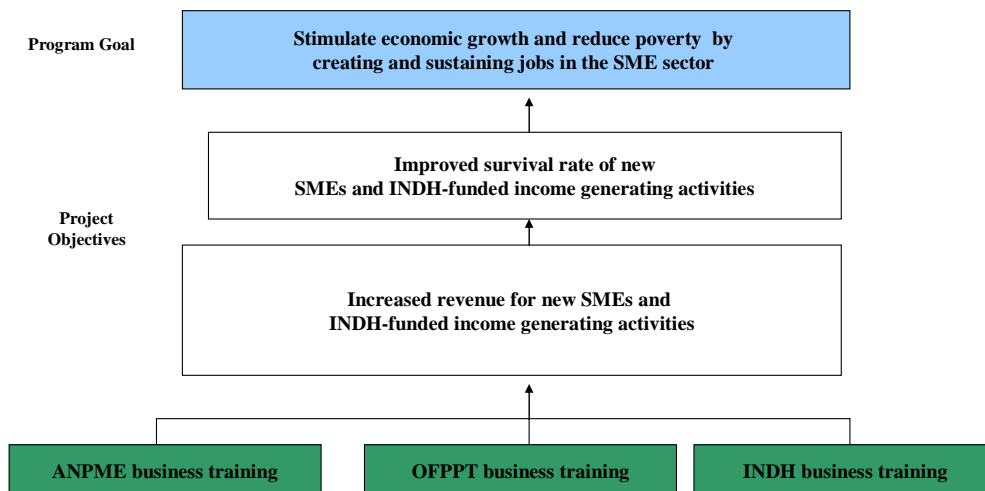 Program Goal
Stimulate economic growth and reduce poverty by
creating and sustaining jobs in the SME sector
Improved survival rate of new
SMEs and INDH-funded income generating activities
Project
Objectives
Increased revenue for new SMEs and
INDH-funded income generating activities
ANPME business training
OFPPT business training
INDH business training